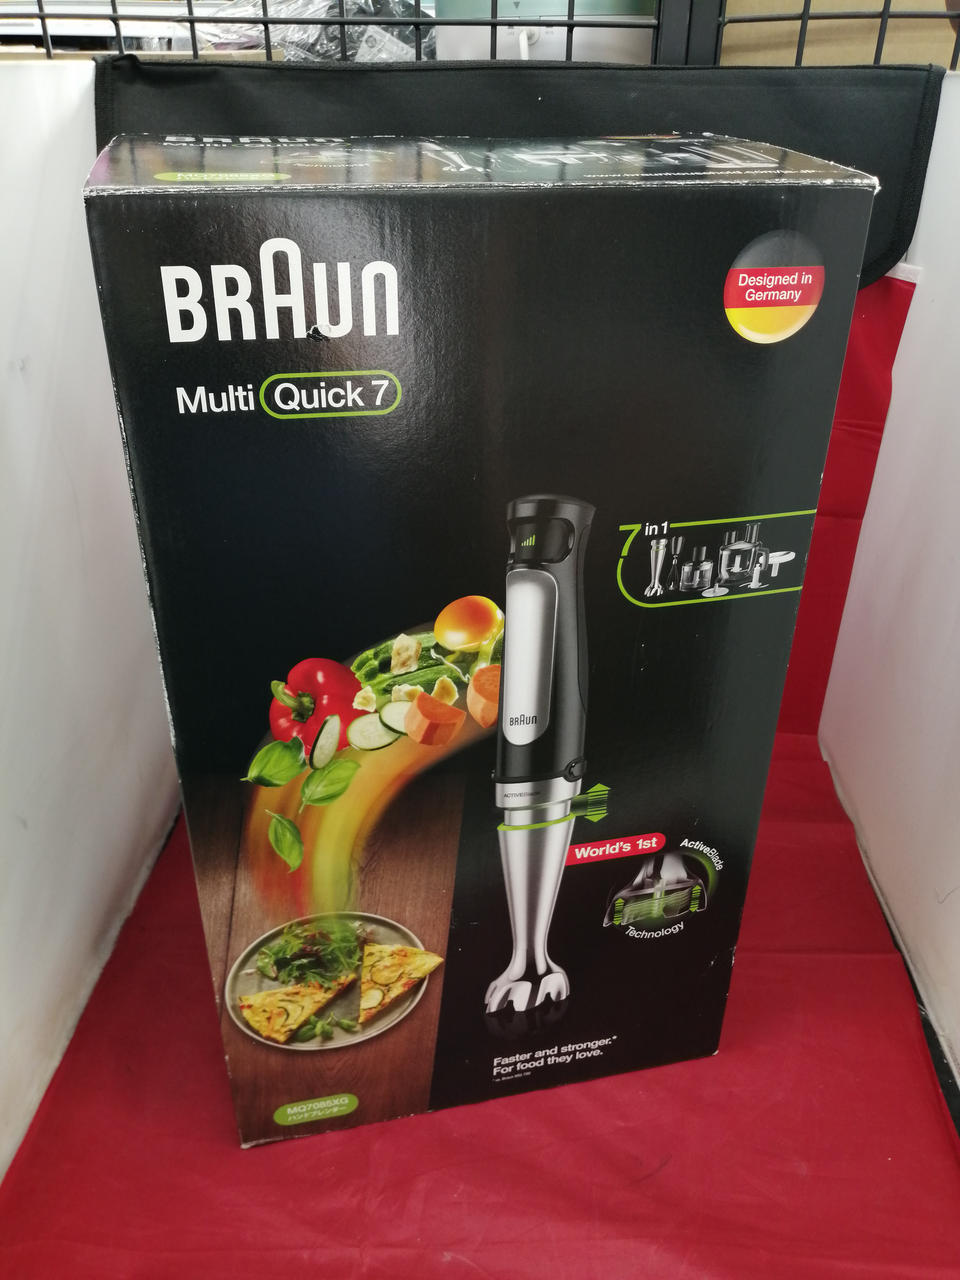 BRAUN
Designed in
Germany
Multi Quick 7
7 in 1
BRAUN
ACTIVEBlade
World's 1st
ActiveBlade
Technology
Faster and stronger.*
For food they love.
MQ7085XG
ハンドブレンダー